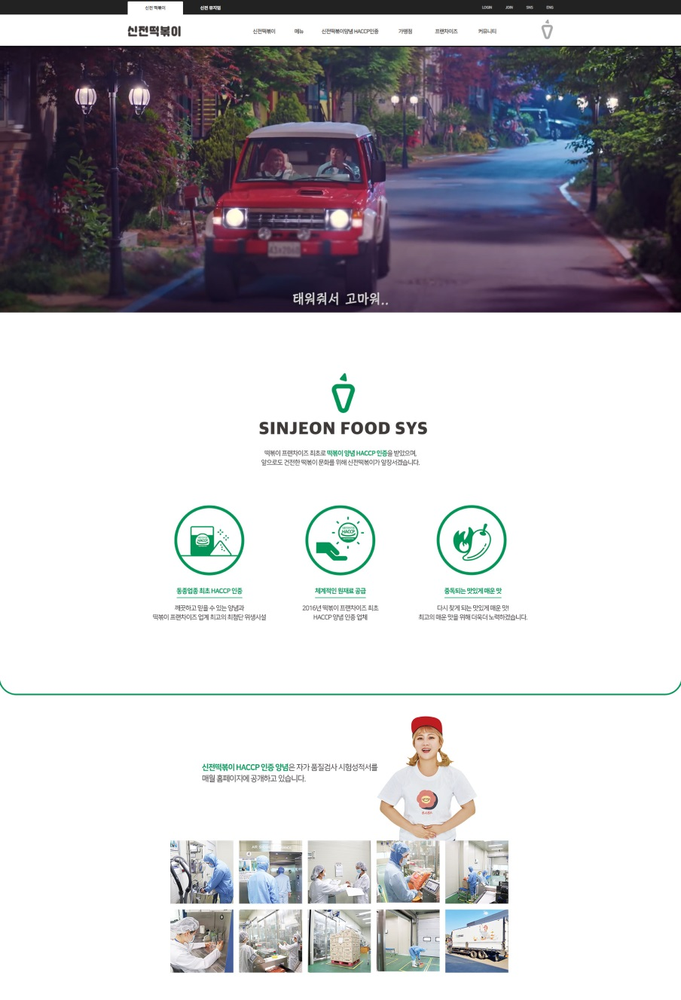 신전 떡볶이
신전 뮤지엄
LOGIN
JOIN
SNS
ENG
신전떡볶이
신전떡볶이
메뉴
신전떡볶이양념 HACCP인증
가맹점
프랜차이즈
커뮤니티
태워줘서 고마워..
SINJEON FOOD SYS
떡볶이 프랜차이즈 최초로 떡볶이 양념 HACCP 인증을 받았으며,
앞으로도 건전한 떡볶이 문화를 위해 신전떡볶이가 앞장서겠습니다.
HACCP
HACCP
동종업종 최초 HACCP 인증
체계적인 원재료 공급
중독되는 맛있게 매운 맛
깨끗하고 믿을 수 있는 양념과
떡볶이 프랜차이즈 업계 최고의 최첨단 위생시설
2016년 떡볶이 프랜차이즈 최초
HACCP 양념 인증 업체
다시 찾게 되는 맛있게 매운 맛!
최고의 매운 맛을 위해 더욱더 노력하겠습니다.
신전떡볶이 HACCP 인증 양념은 자가 품질검사 시험성적서를
매월 홈페이지에 공개하고 있습니다.